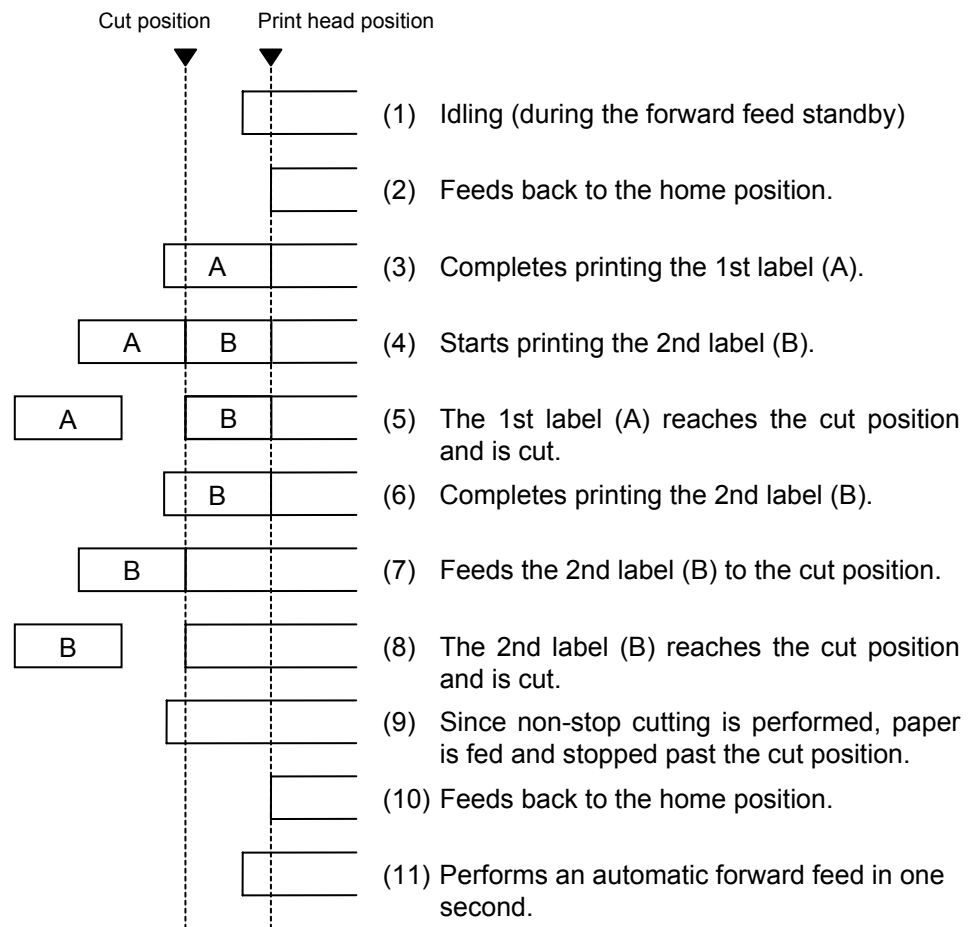 Cut position Print head position
(1) Idling (during the forward feed standby)
(2) Feeds back to the home position.
A (3) Completes printing the 1st label (A).
A B (4) Starts printing the 2nd label (B).
A B (5) The 1st label (A) reaches the cut position
and is cut.
B (6) Completes printing the 2nd label (B).
B (7) Feeds the 2nd label (B) to the cut position.
B (8) The 2nd label (B) reaches the cut position
and is cut.
(9) Since non-stop cutting is performed, paper
is fed and stopped past the cut position.
(10) Feeds back to the home position.
(11) Performs an automatic forward feed in one
second.